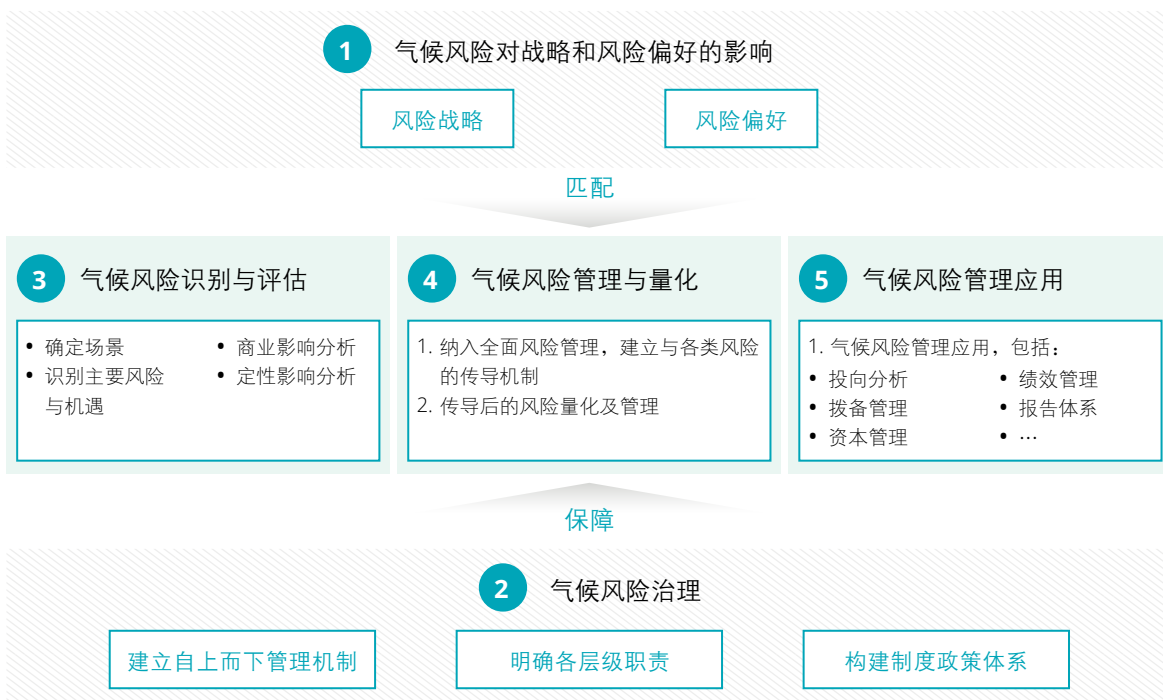 1 气候风险对战略和风险偏好的影响
风险战略
风险偏好
匹配
3 气候风险识别与评估
• 确定场景
• 识别主要风险
与机遇
• 商业影响分析
• 定性影响分析
4 气候风险管理与量化
1. 纳入全面风险管理，建立与各类风险
的传导机制
2. 传导后的风险量化及管理
5 气候风险管理应用
1. 气候风险管理应用，包括：
• 投向分析
• 拨备管理
• 资本管理
• 绩效管理
• 报告体系
• …
保障
2 气候风险治理
建立自上而下管理机制
明确各层级职责
构建制度政策体系